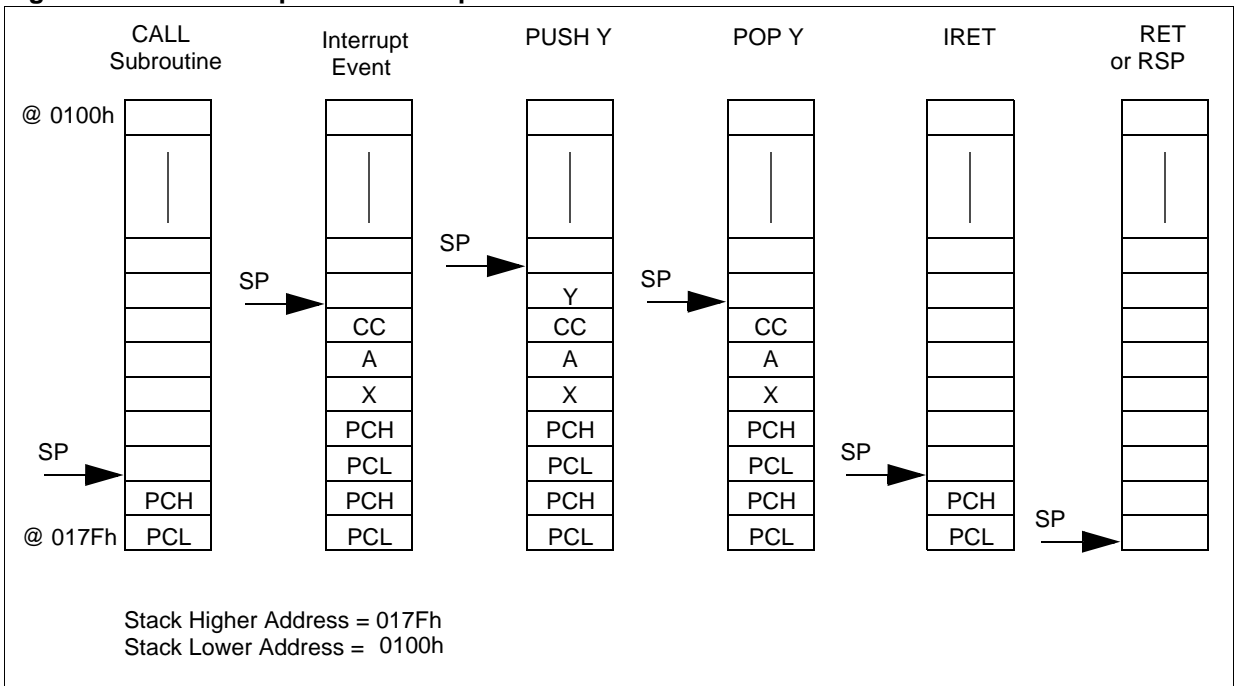 CALL
Subroutine
Interrupt
Event
PUSH Y
POP Y
IRET
RET
or RSP
@ 0100h
SP
SP
SP
Y
CC
CC
CC
A
A
A
X
X
X
PCH
PCH
PCH
SP
SP
PCL
PCL
PCL
PCH
PCH
PCH
PCH
PCH
SP
@ 017Fh
PCL
PCL
PCL
PCL
PCL
Stack Higher Address = 017Fh
Stack Lower Address = 0100h